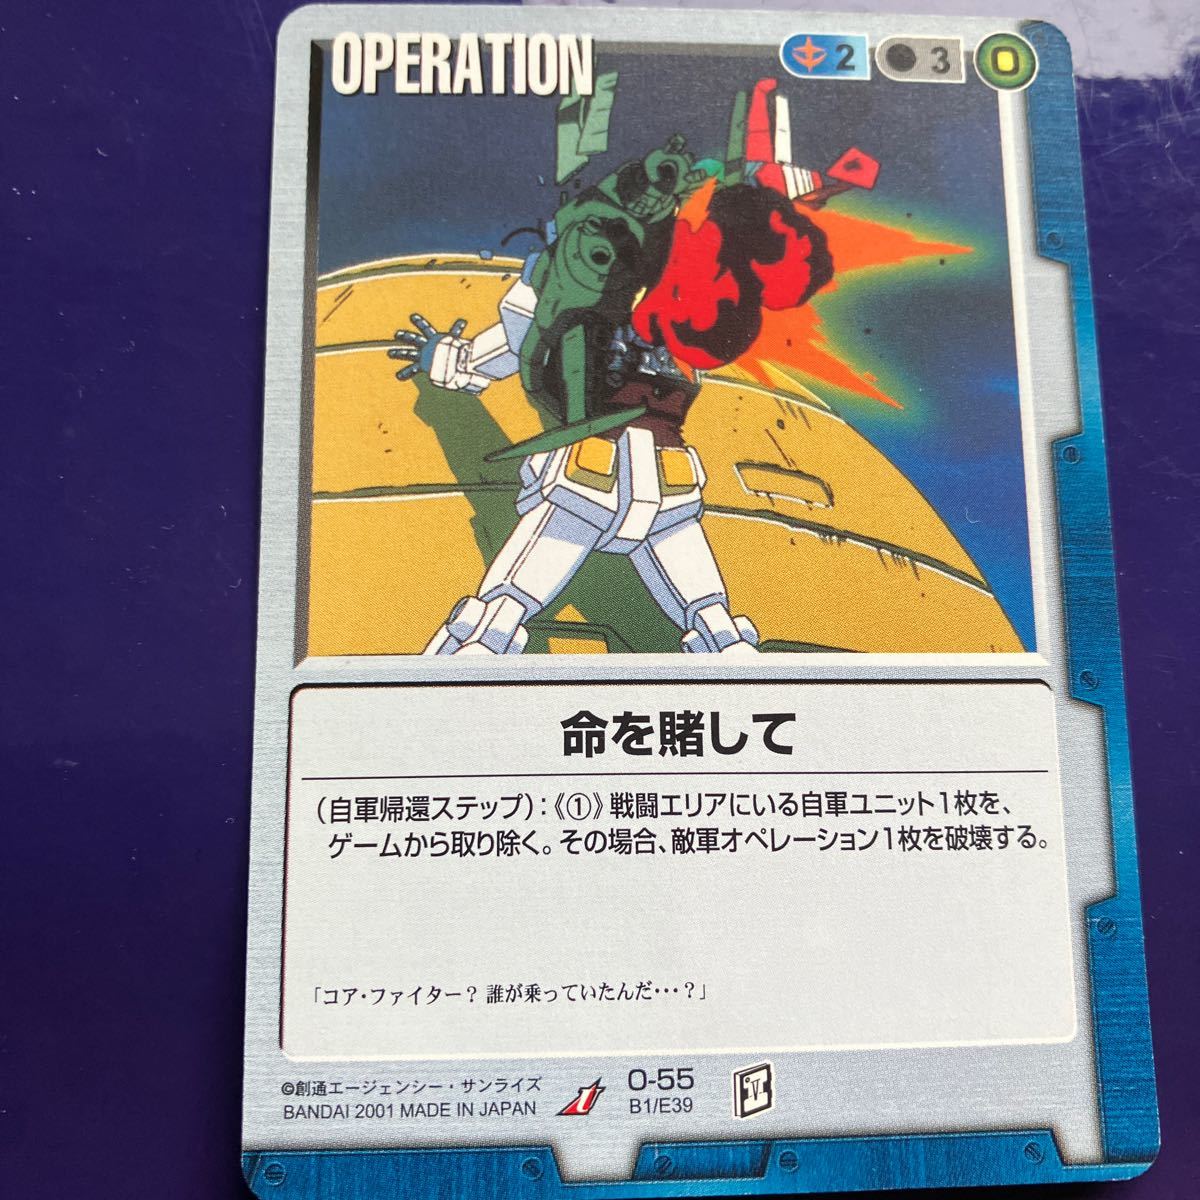 OPERATION
2 3 0
命を賭して
(自軍帰還ステップ):《①》戦闘エリアにいる自軍ユニット1枚を、
ゲームから取り除く。その場合、敵軍オペレーション1枚を破壊する。
「コア・ファイター? 誰が乗っていたんだ・・・?」
©創通エージェンシー・サンライズ
BANDAI 2001 MADE IN JAPAN
O-55
B1/E39
IV